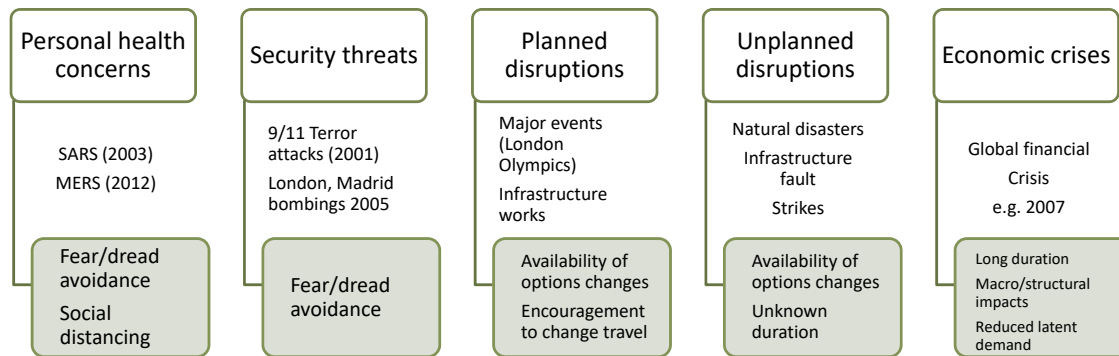 Personal health
concerns
SARS (2003)
MERS (2012)
Fear/dread
avoidance
Social
distancing
Security threats
9/11 Terror
attacks (2001)
London, Madrid
bombings 2005
Fear/dread
avoidance
Planned
disruptions
Major events
(London
Olympics)
Infrastructure
works
Availability of
options changes
Encouragement
to change travel
Unplanned
disruptions
Natural disasters
Infrastructure
fault
Strikes
Availability of
options changes
Unknown
duration
Economic crises
Global financial
Crisis
e.g. 2007
Long duration
Macro/structural
impacts
Reduced latent
demand